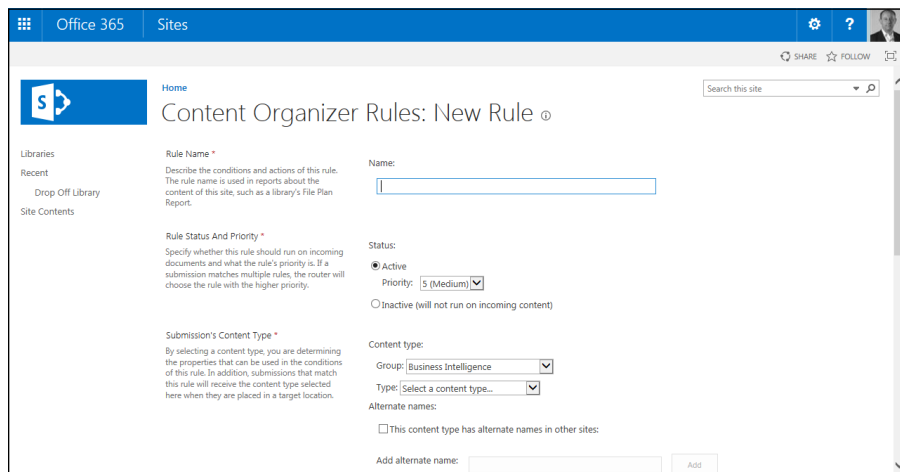 Office 365 Sites ?
SHARE FOLLOW
S
Home
Search this site
Content Organizer Rules: New Rule
Libraries
Recent
Drop Off Library
Site Contents
Rule Name *
Describe the conditions and actions of this rule.
The rule name is used in reports about the
content of this site, such as a library's File Plan
Report.
Name:
Rule Status And Priority *
Specify whether this rule should run on incoming
documents and what the rule's priority is. If a
submission matches multiple rules, the router will
choose the rule with the higher priority.
Status:
Active
Priority: 5 (Medium)
Inactive (will not run on incoming content)
Submission's Content Type *
By selecting a content type, you are determining
the properties that can be used in the conditions
of this rule. In addition, submissions that match
this rule will receive the content type selected
here when they are placed in a target location.
Content type:
Group: Business Intelligence
Type: Select a content type...
Alternate names:
This content type has alternate names in other sites:
Add alternate name: Add